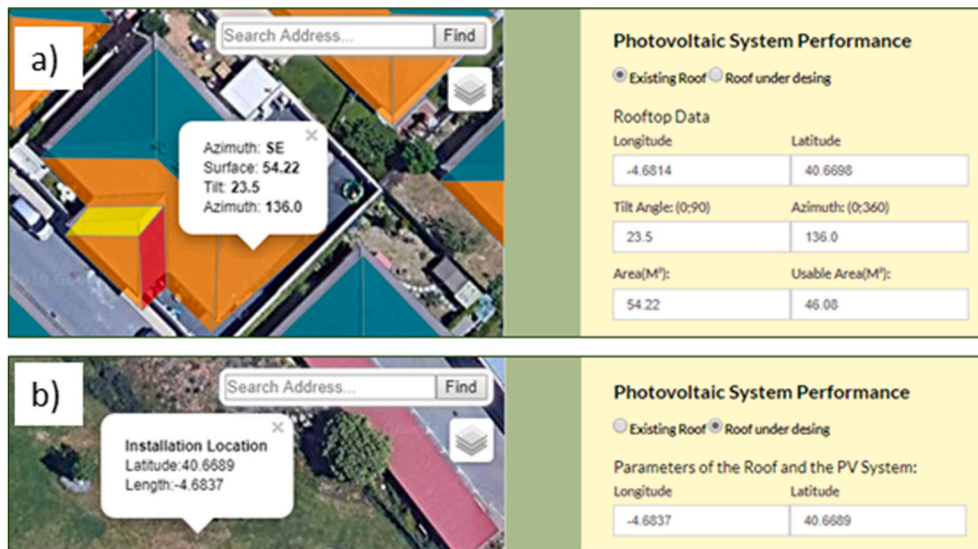 a)
Search Address...
Find
Azimuth: SE
Surface: 54.22
Tilt: 23.5
Azimuth: 136.0
Photovoltaic System Performance
Existing Roof Roof under desing
Rooftop Data
Longitude Latitude
-4.6814 40.6698
Tilt Angle: (0;90) Azimuth: (0;360)
23.5 136.0
Area(M²): Usable Area(M²):
54.22 46.08
b)
Search Address...
Find
Installation Location
Latitude:40.6689
Length:-4.6837
Photovoltaic System Performance
Existing Roof Roof under desing
Parameters of the Roof and the PV System:
Longitude Latitude
-4.6837 40.6689